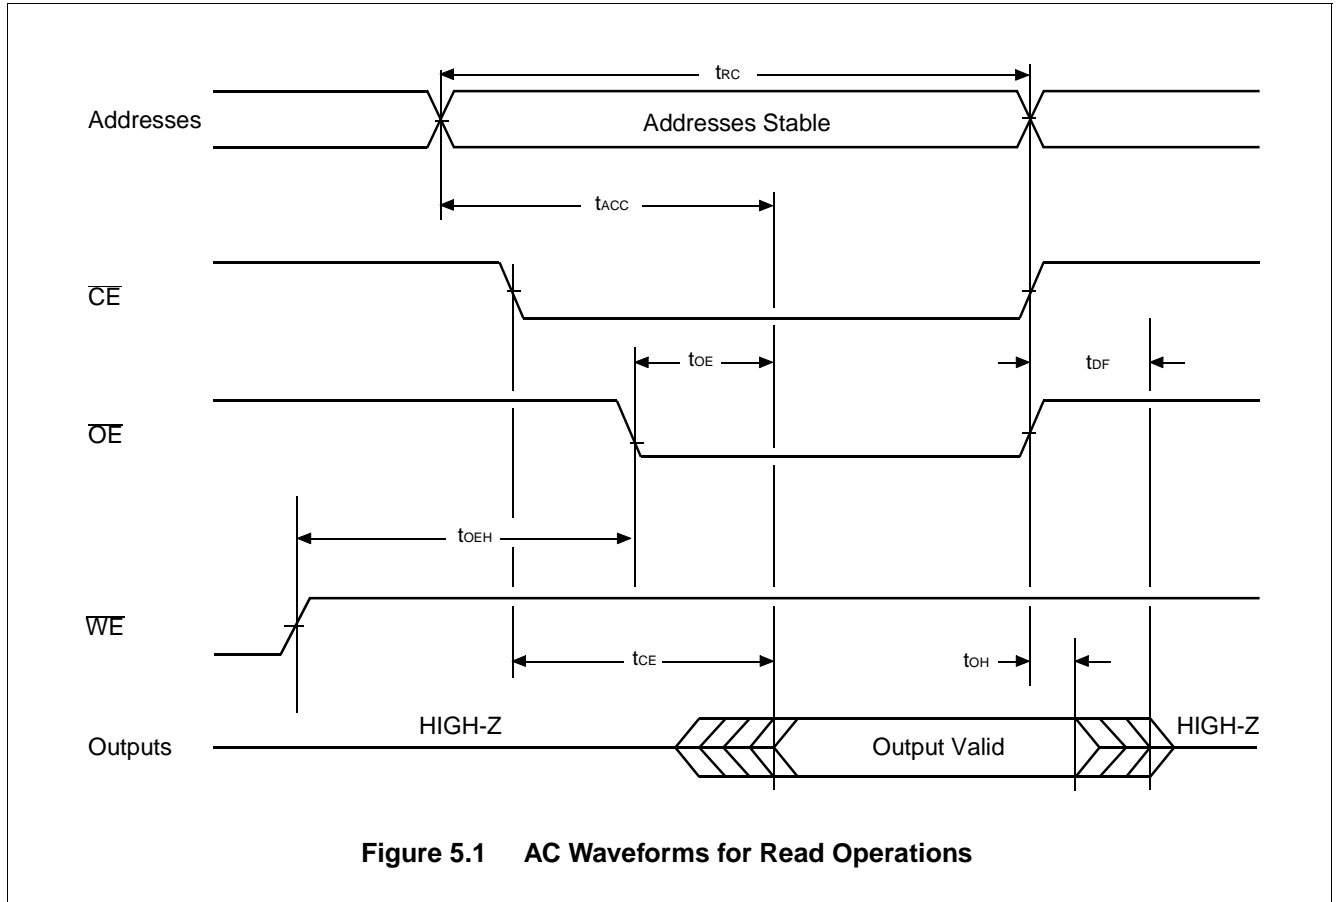 tRC
Addresses
Addresses Stable
tACC
CE
tOE
tDF
OE
tOEH
WE
tCE
tOH
HIGH-Z
HIGH-Z
Outputs
Output Valid
Figure 5.1 AC Waveforms for Read Operations